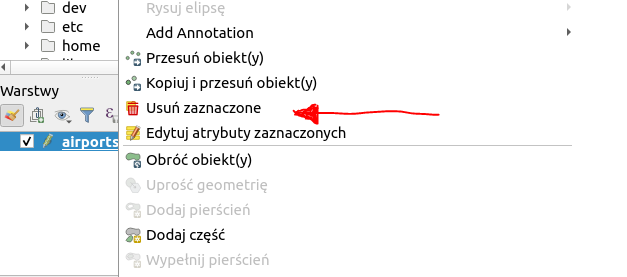 dev
etc
home
Warstwy
airports
Rysuj elipsę
Add Annotation
Przesuń obiekt(y)
Kopiuj i przesuń obiekt(y)
Usuń zaznaczone
Edytuj atrybuty zaznaczonych
Obróć obiekt(y)
Uprość geometrię
Dodaj pierścień
Dodaj część
Wypełnij pierścień